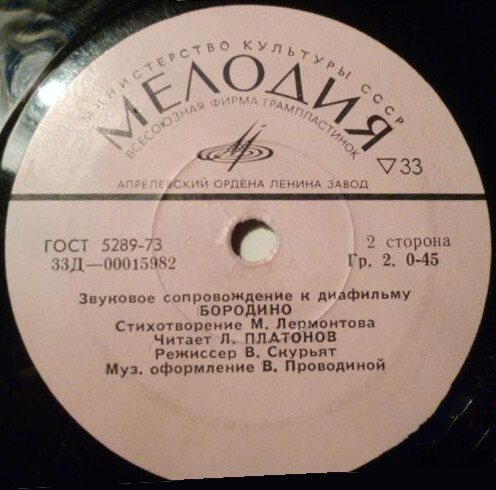 МИНИСТЕРСТВО КУЛЬТУРЫ СССР
МЕЛОДИЯ
ВСЕСОЮЗНАЯ ФИРМА ГРАМПЛАСТИНОК
▽33
АПРЕЛЕВСКИЙ ОРДЕНА ЛЕНИНА ЗАВОД
ГОСТ 5289-73
33Д—00015982
2 сторона
Гр. 2. 0-45
Звуковое сопровождение к диафильму
БОРОДИНО
Стихотворение М. Лермонтова
Читает Л. ПЛАТОНОВ
Режиссер В. Скурьят
Муз. оформление В. Проводиной